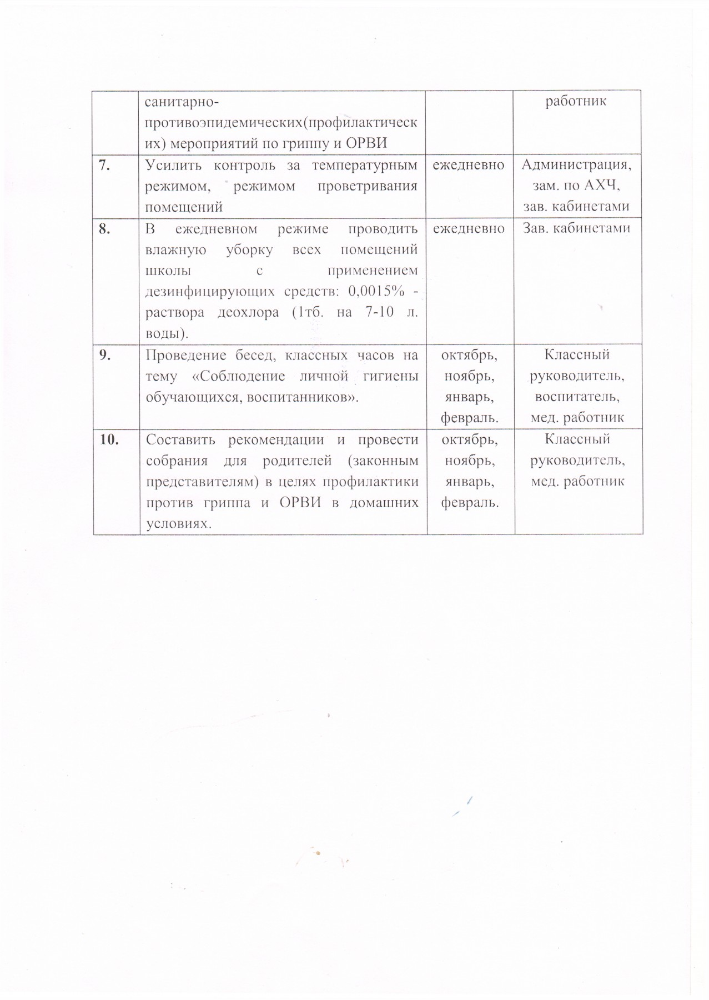 санитарно-
противоэпидемических(профилактическ
их) мероприятий по гриппу и ОРВИ
работник
7.
Усилить контроль за температурным
режимом, режимом проветривания
помещений
ежедневно
Администрация,
зам. по АХЧ,
зав. кабинетами
8.
В ежедневном режиме проводить
влажную уборку всех помещений
школы с применением
дезинфицирующих средств: 0,0015% -
раствора деохлора (1тб. на 7-10 л.
воды).
ежедневно
Зав. кабинетами
9.
Проведение бесед, классных часов на
тему «Соблюдение личной гигиены
обучающихся, воспитанников».
октябрь,
ноябрь,
январь,
февраль.
Классный
руководитель,
воспитатель,
мед. работник
10.
Составить рекомендации и провести
собрания для родителей (законным
представителям) в целях профилактики
против гриппа и ОРВИ в домашних
условиях.
октябрь,
ноябрь,
январь,
февраль.
Классный
руководитель,
мед. работник